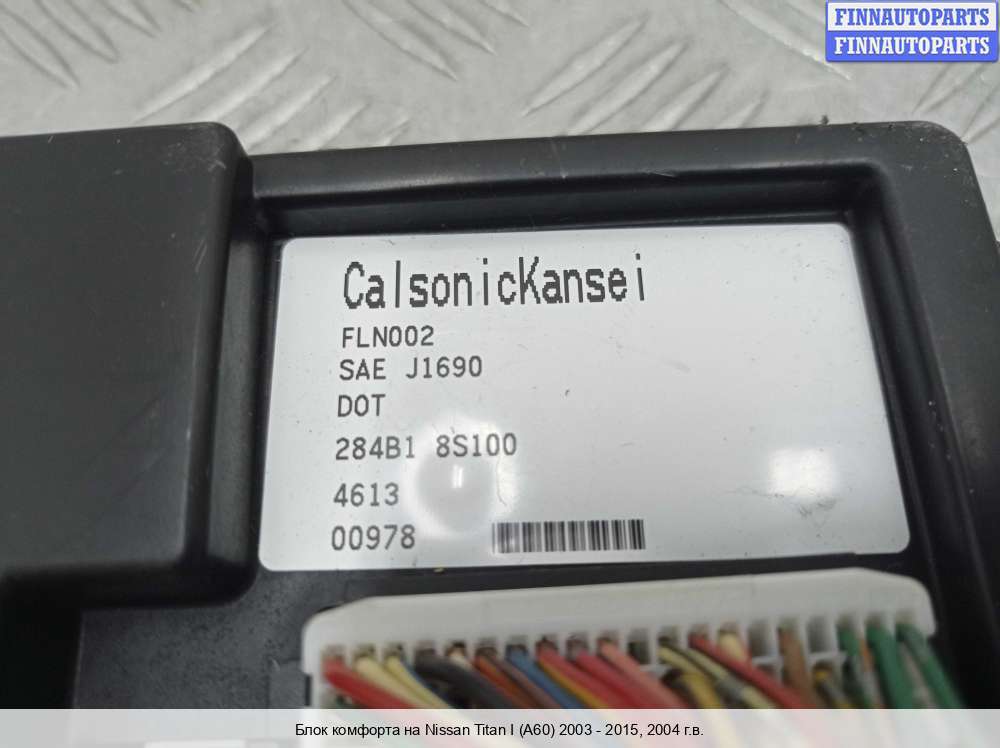 FINNAUTOPARTS
FINNAUTOPARTS
CalsonicKansei
FLN002
SAE J1690
DOT
284B1 8S100
4613
00978
Блок комфорта на Nissan Titan I (A60) 2003 - 2015, 2004 г.в.